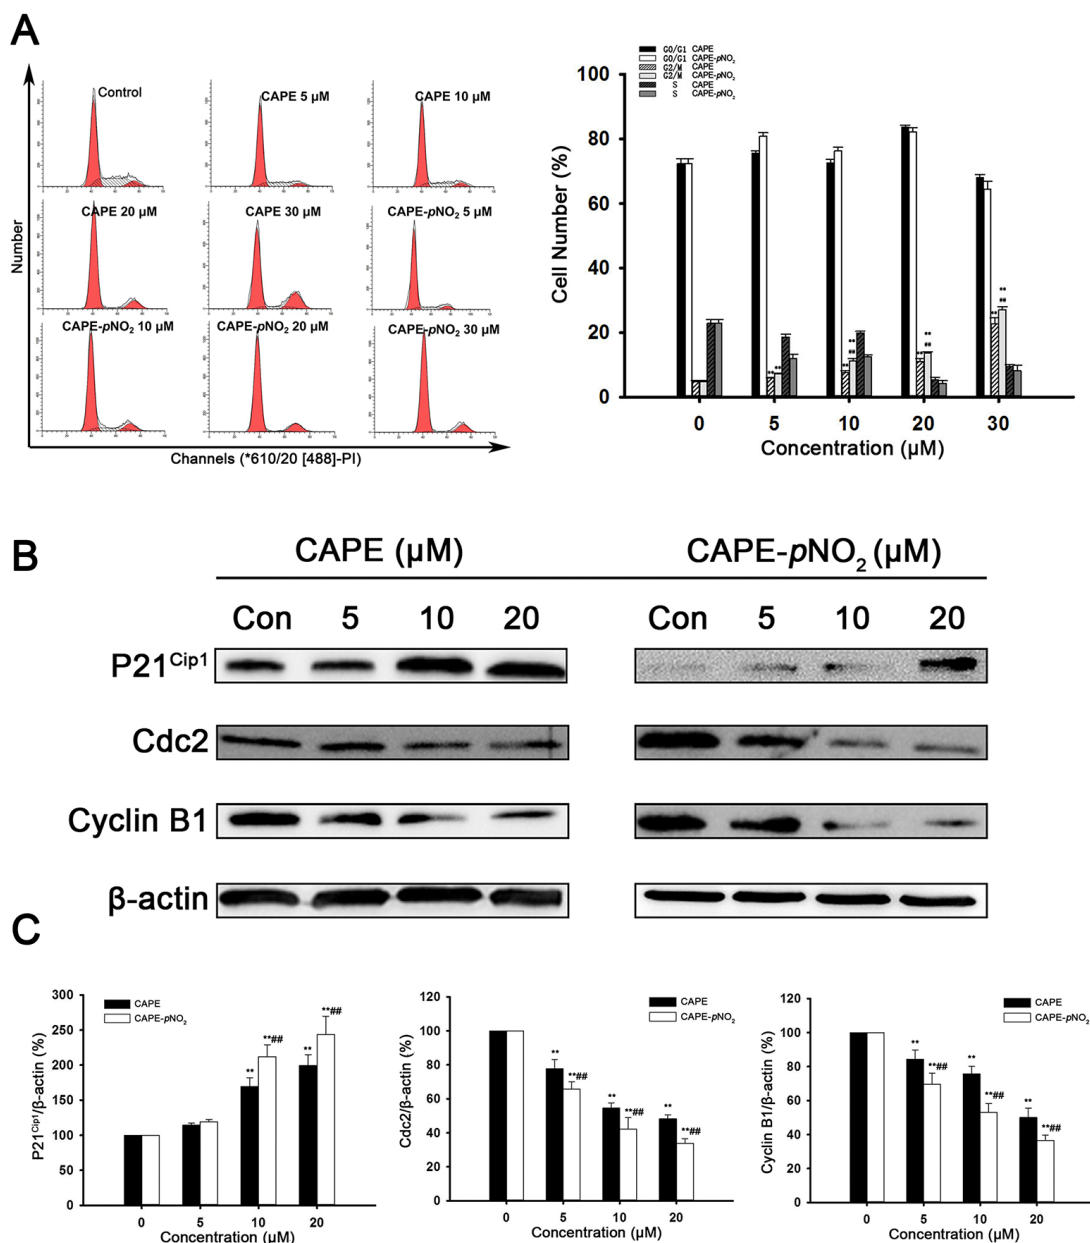 A
Number
Control
CAPE 5 μM
CAPE 10 μM
CAPE 20 μM
CAPE 30 μM
CAPE-pNO2 5 μM
CAPE-pNO2 10 μM
CAPE-pNO2 20 μM
CAPE-pNO2 30 μM
Channels (*610/20 [488]-PI)
G0/G1 CAPE
G0/G1 CAPE-pNO2
G2/M CAPE
G2/M CAPE-pNO2
S CAPE
S CAPE-pNO2
Cell Number (%)
100
80
60
40
20
0
** **
** ** ##
** ** ##
** ** ##
0 5 10 20 30
Concentration (μM)
B
CAPE (μM) CAPE-pNO2 (μM)
Con 5 10 20 Con 5 10 20
P21Cip1
Cdc2
Cyclin B1
β-actin
C
P21Cip1/β-actin (%)
300
250
200
150
100
50
0
CAPE
CAPE-pNO2
** **##
** **##
0 5 10 20
Concentration (μM)
Cdc2/β-actin (%)
120
100
80
60
40
20
0
CAPE
CAPE-pNO2
** **##
** **##
** **##
0 5 10 20
Concentration (μM)
Cyclin B1/β-actin (%)
120
100
80
60
40
20
0
CAPE
CAPE-pNO2
** **##
** **##
** **##
0 5 10 20
Concentration (μM)